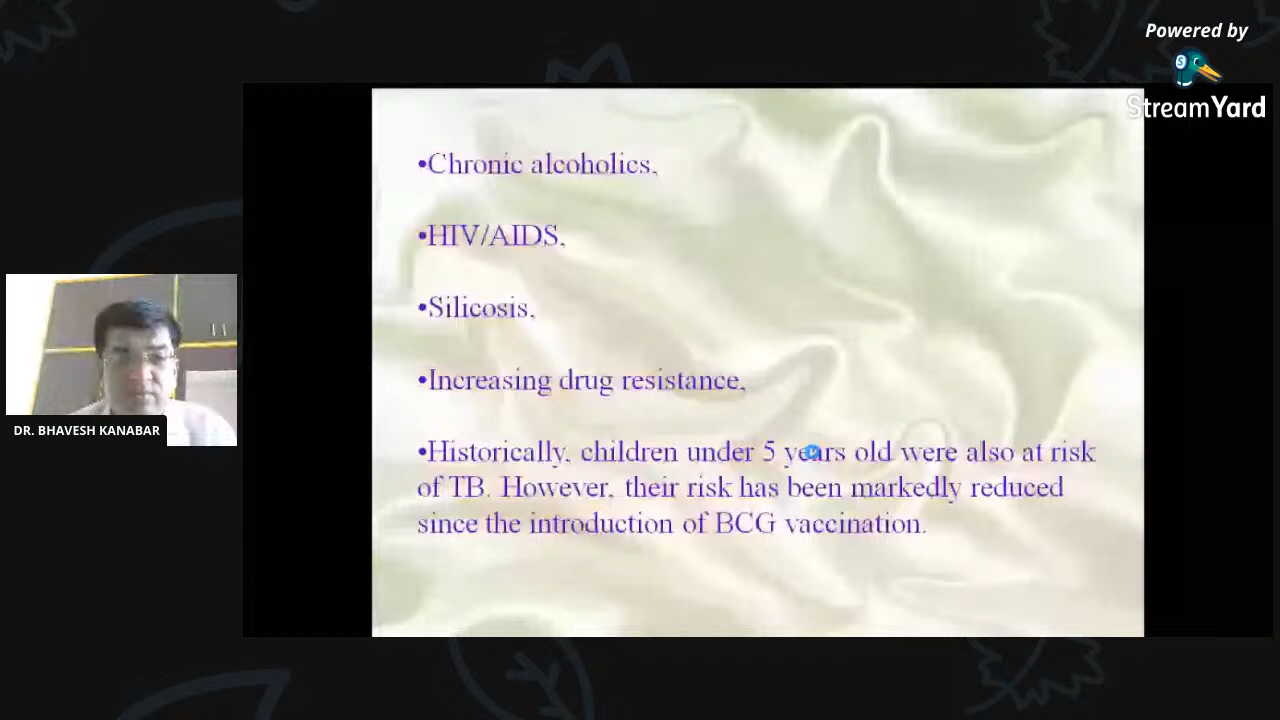 Powered by
StreamYard
•Chronic alcoholics,
•HIV/AIDS,
•Silicosis,
•Increasing drug resistance,
•Historically, children under 5 years old were also at risk
of TB. However, their risk has been markedly reduced
since the introduction of BCG vaccination.
DR. BHAVESH KANABAR